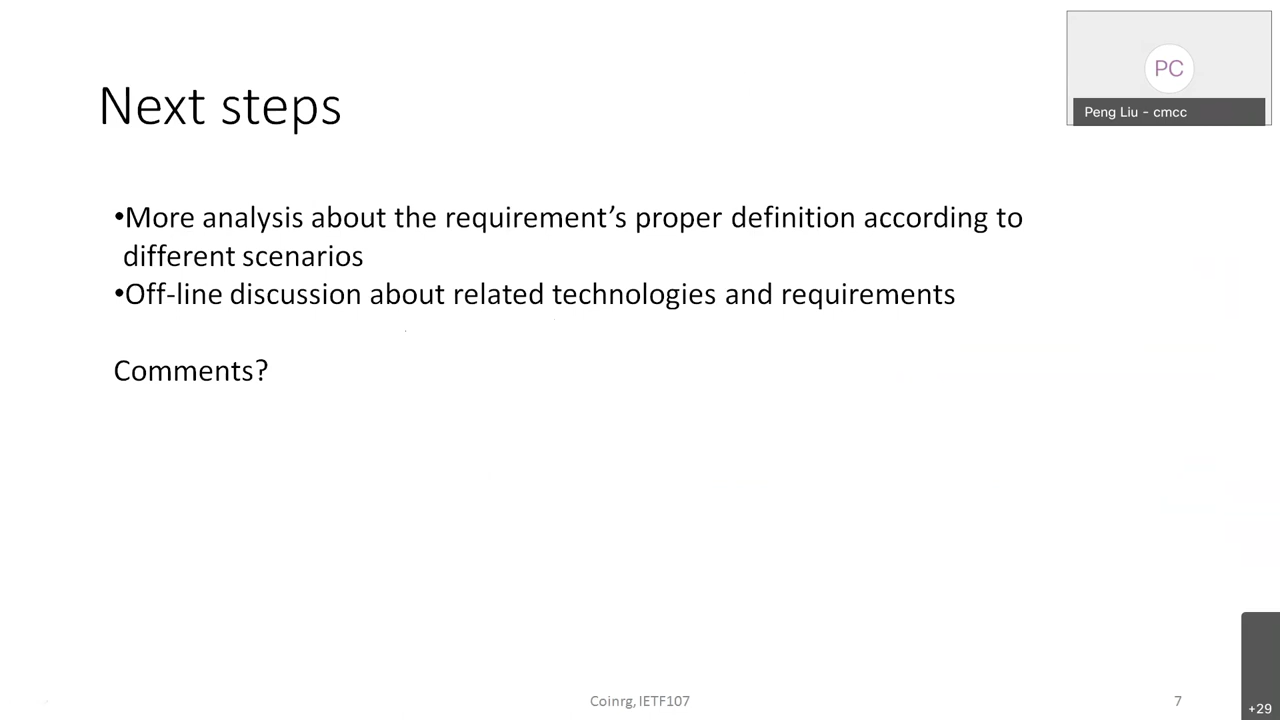 PC
Peng Liu - cmcc
Next steps
•More analysis about the requirement’s proper definition according to
different scenarios
•Off-line discussion about related technologies and requirements
Comments?
Coinrg, IETF107
7
+29